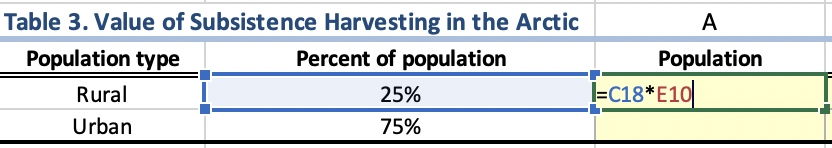 Table 3. Value of Subsistence Harvesting in the Arctic A
Population type Percent of population Population
Rural 25% =C18*E10
Urban 75%